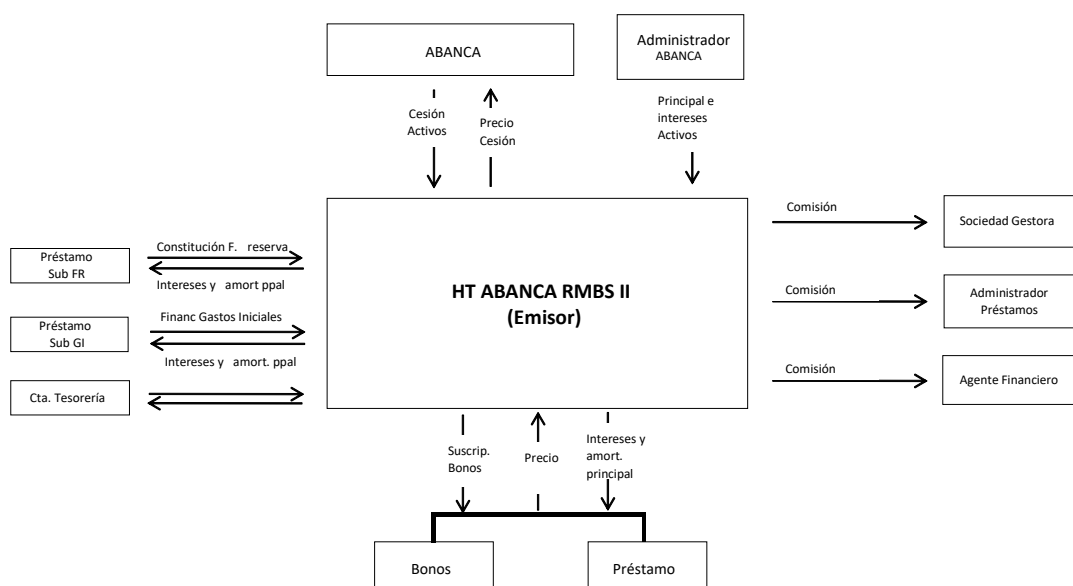 ABANCA
Administrador
ABANCA
Cesión
Activos
Precio
Cesión
Principal e
intereses
Activos
Préstamo
Sub FR
Constitución F. reserva
Intereses y amort ppal
Préstamo
Sub GI
Financ Gastos Iniciales
Intereses y amort. ppal
Cta. Tesorería
HT ABANCA RMBS II
(Emisor)
Comisión
Sociedad Gestora
Comisión
Administrador
Préstamos
Comisión
Agente Financiero
Suscrip.
Bonos
Precio
Intereses y
amort.
principal
Bonos
Préstamo